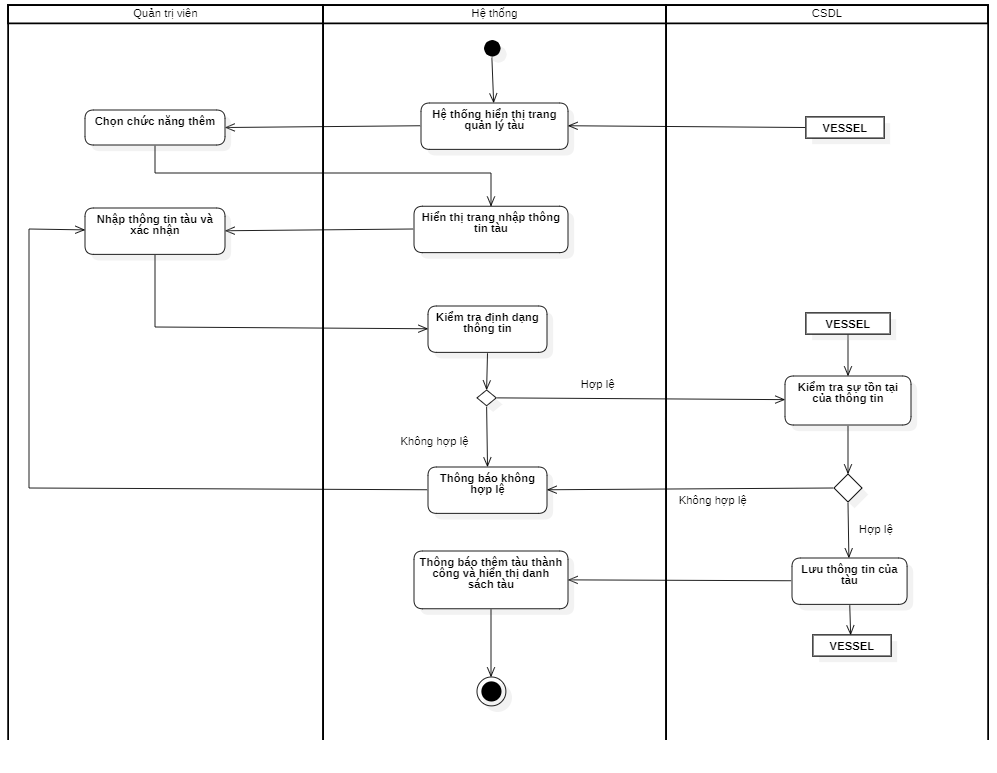 Quản trị viên
Hệ thống
CSDL
Hệ thống hiển thị trang
quản lý tàu
Chọn chức năng thêm
VESSEL
Nhập thông tin tàu và
xác nhận
Hiển thị trang nhập thông
tin tàu
Kiểm tra định dạng
thông tin
VESSEL
Hợp lệ
Kiểm tra sự tồn tại
của thông tin
Không hợp lệ
Thông báo không
hợp lệ
Không hợp lệ
Hợp lệ
Thông báo thêm tàu thành
công và hiển thị danh
sách tàu
Lưu thông tin của
tàu
VESSEL